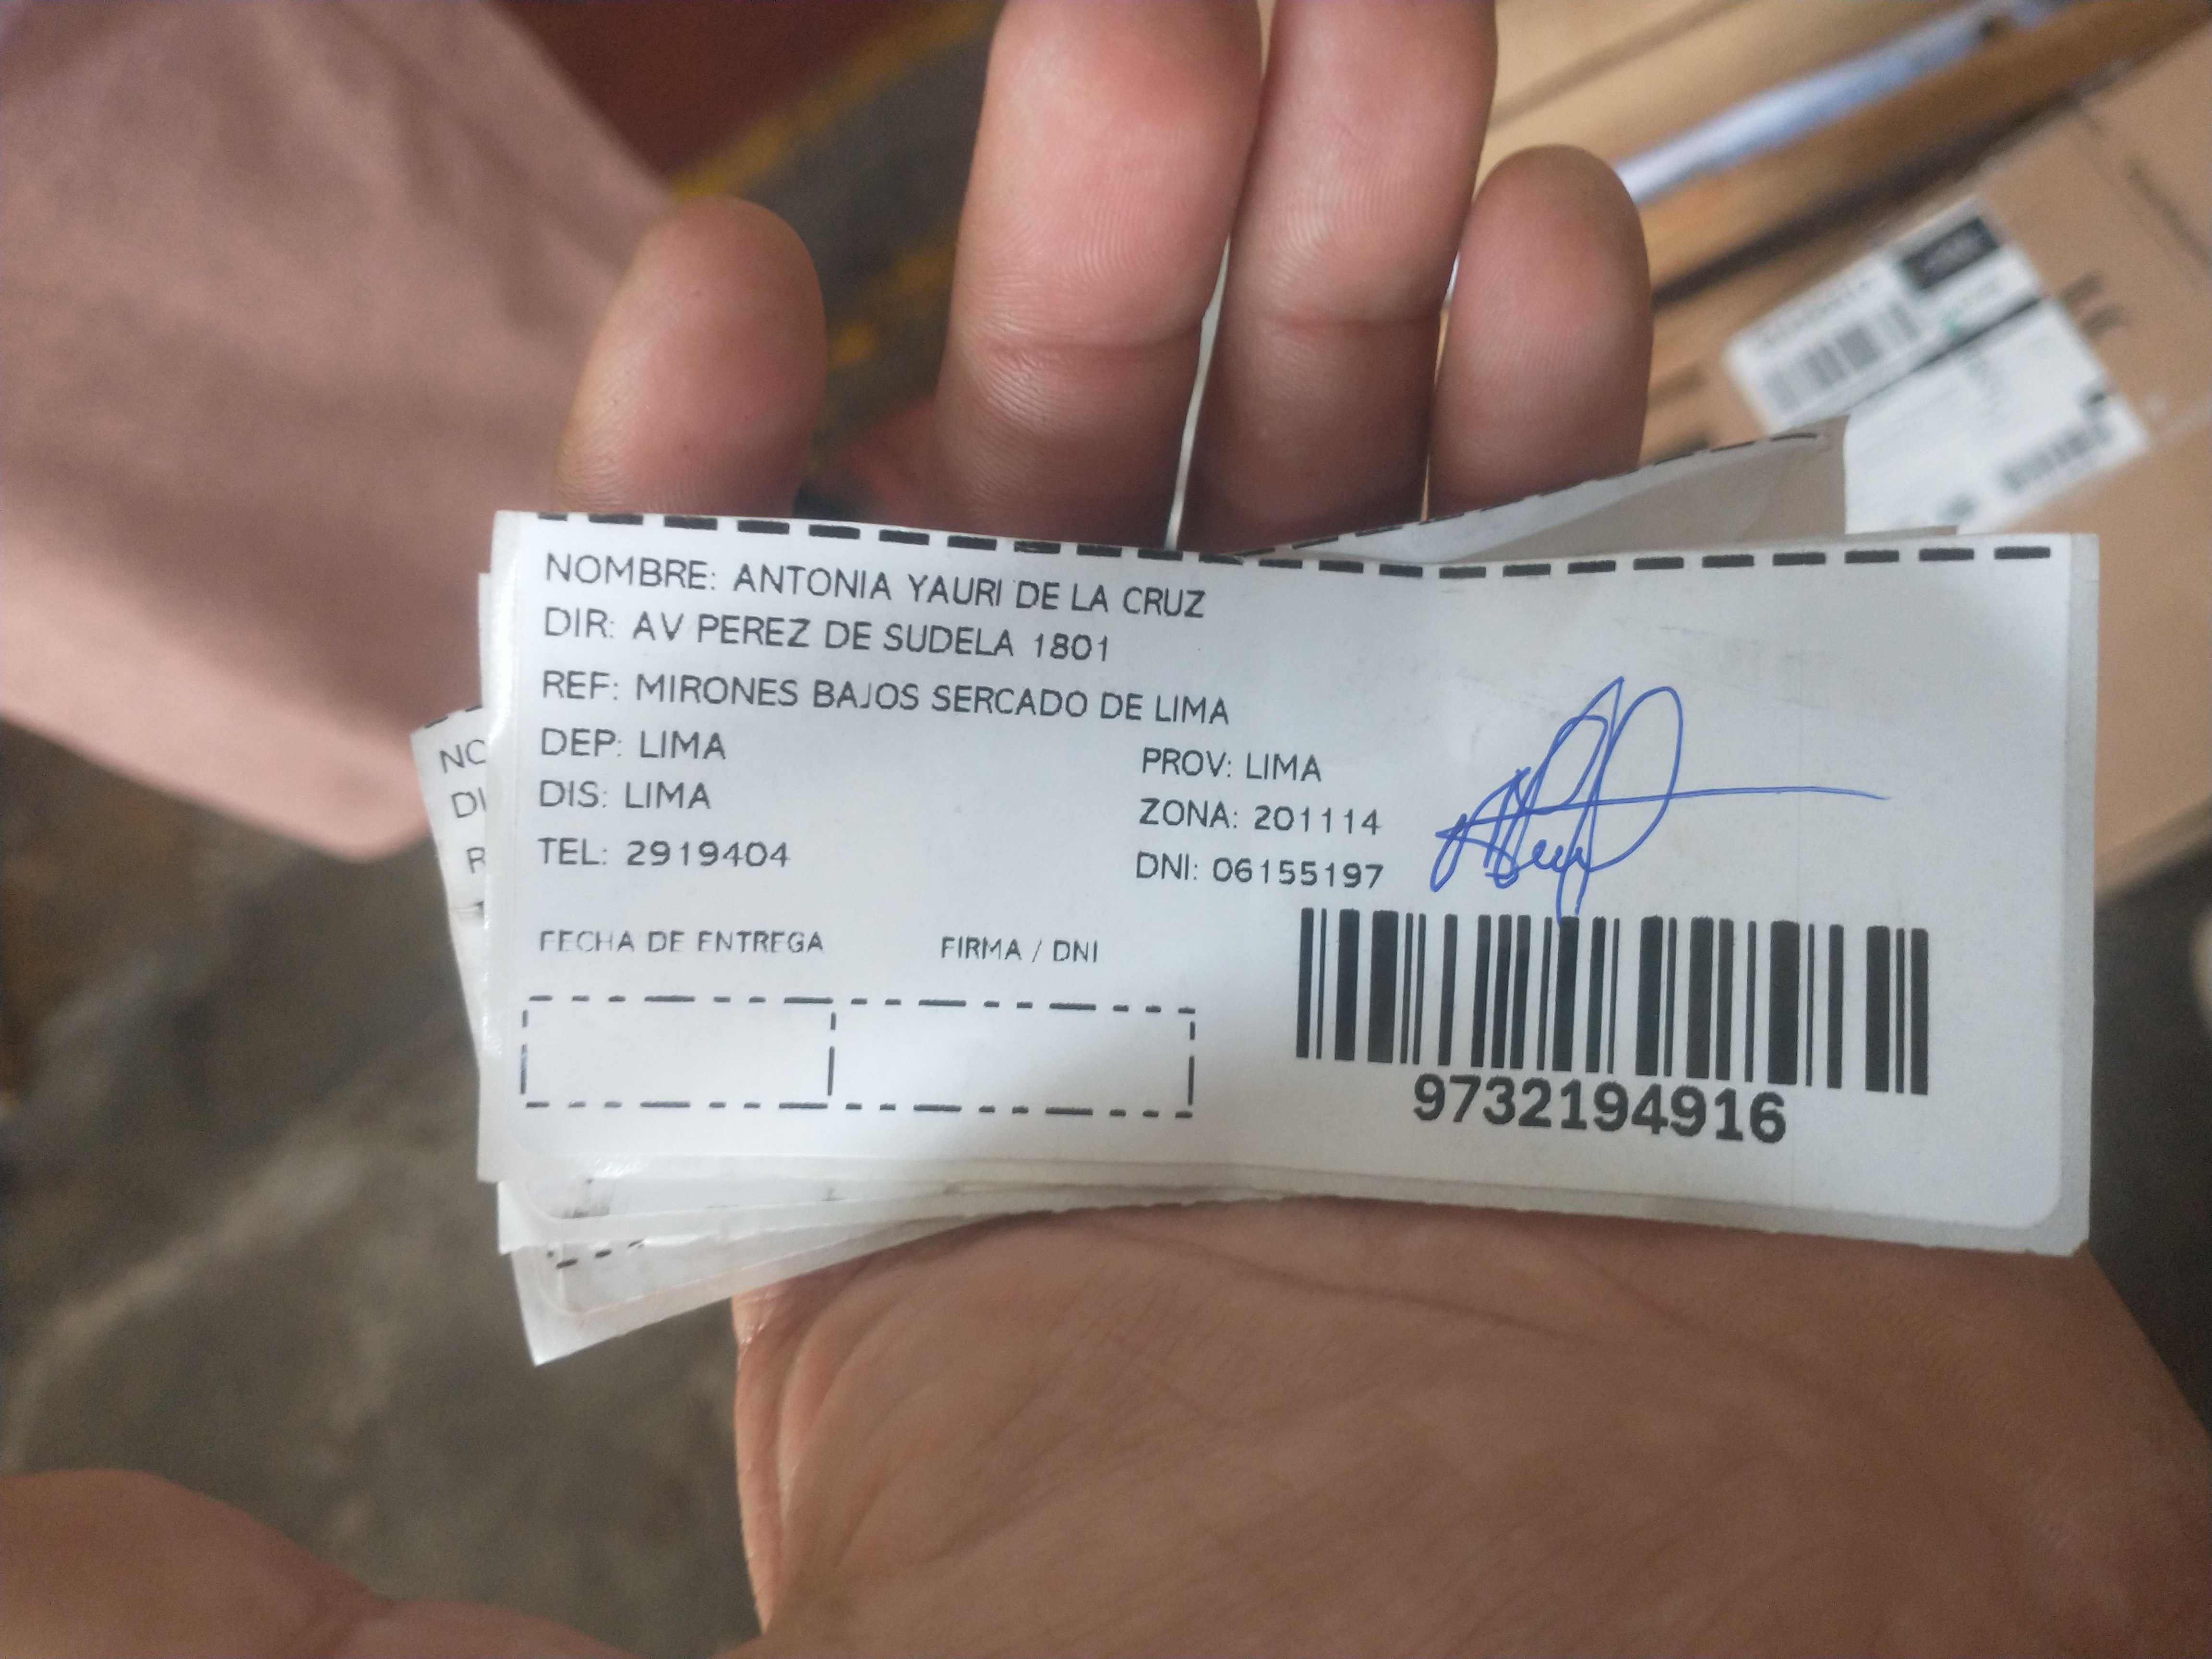 NOMBRE: ANTONIA YAURI DE LA CRUZ
DIR: AV PEREZ DE SUDELA 1801
REF: MIRONES BAJOS SERCADO DE LIMA
DEP: LIMA
PROV: LIMA
DIS: LIMA
ZONA: 201114
TEL: 2919404
DNI: 06155197
FECHA DE ENTREGA
FIRMA / DNI
9732194916